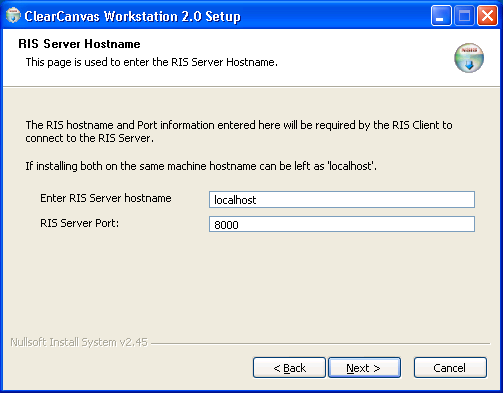 ClearCanvas Workstation 2.0 Setup
RIS Server Hostname
This page is used to enter the RIS Server Hostname.
The RIS hostname and Port information entered here will be required by the RIS Client to
connect to the RIS Server.
If installing both on the same machine hostname can be left as 'localhost'.
Enter RIS Server hostname
localhost
RIS Server Port:
8000
Nullsoft Install System v2.45
< Back
Next >
Cancel